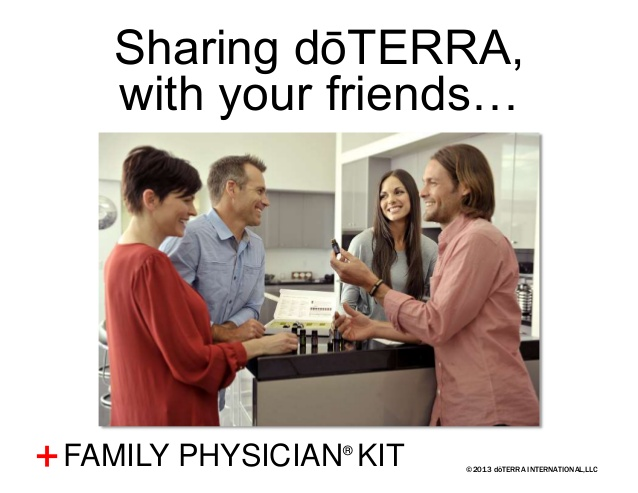 Sharing dōTERRA,
with your friends…
+FAMILY PHYSICIAN® KIT
©2013 dōTERRA INTERNATIONAL,LLC